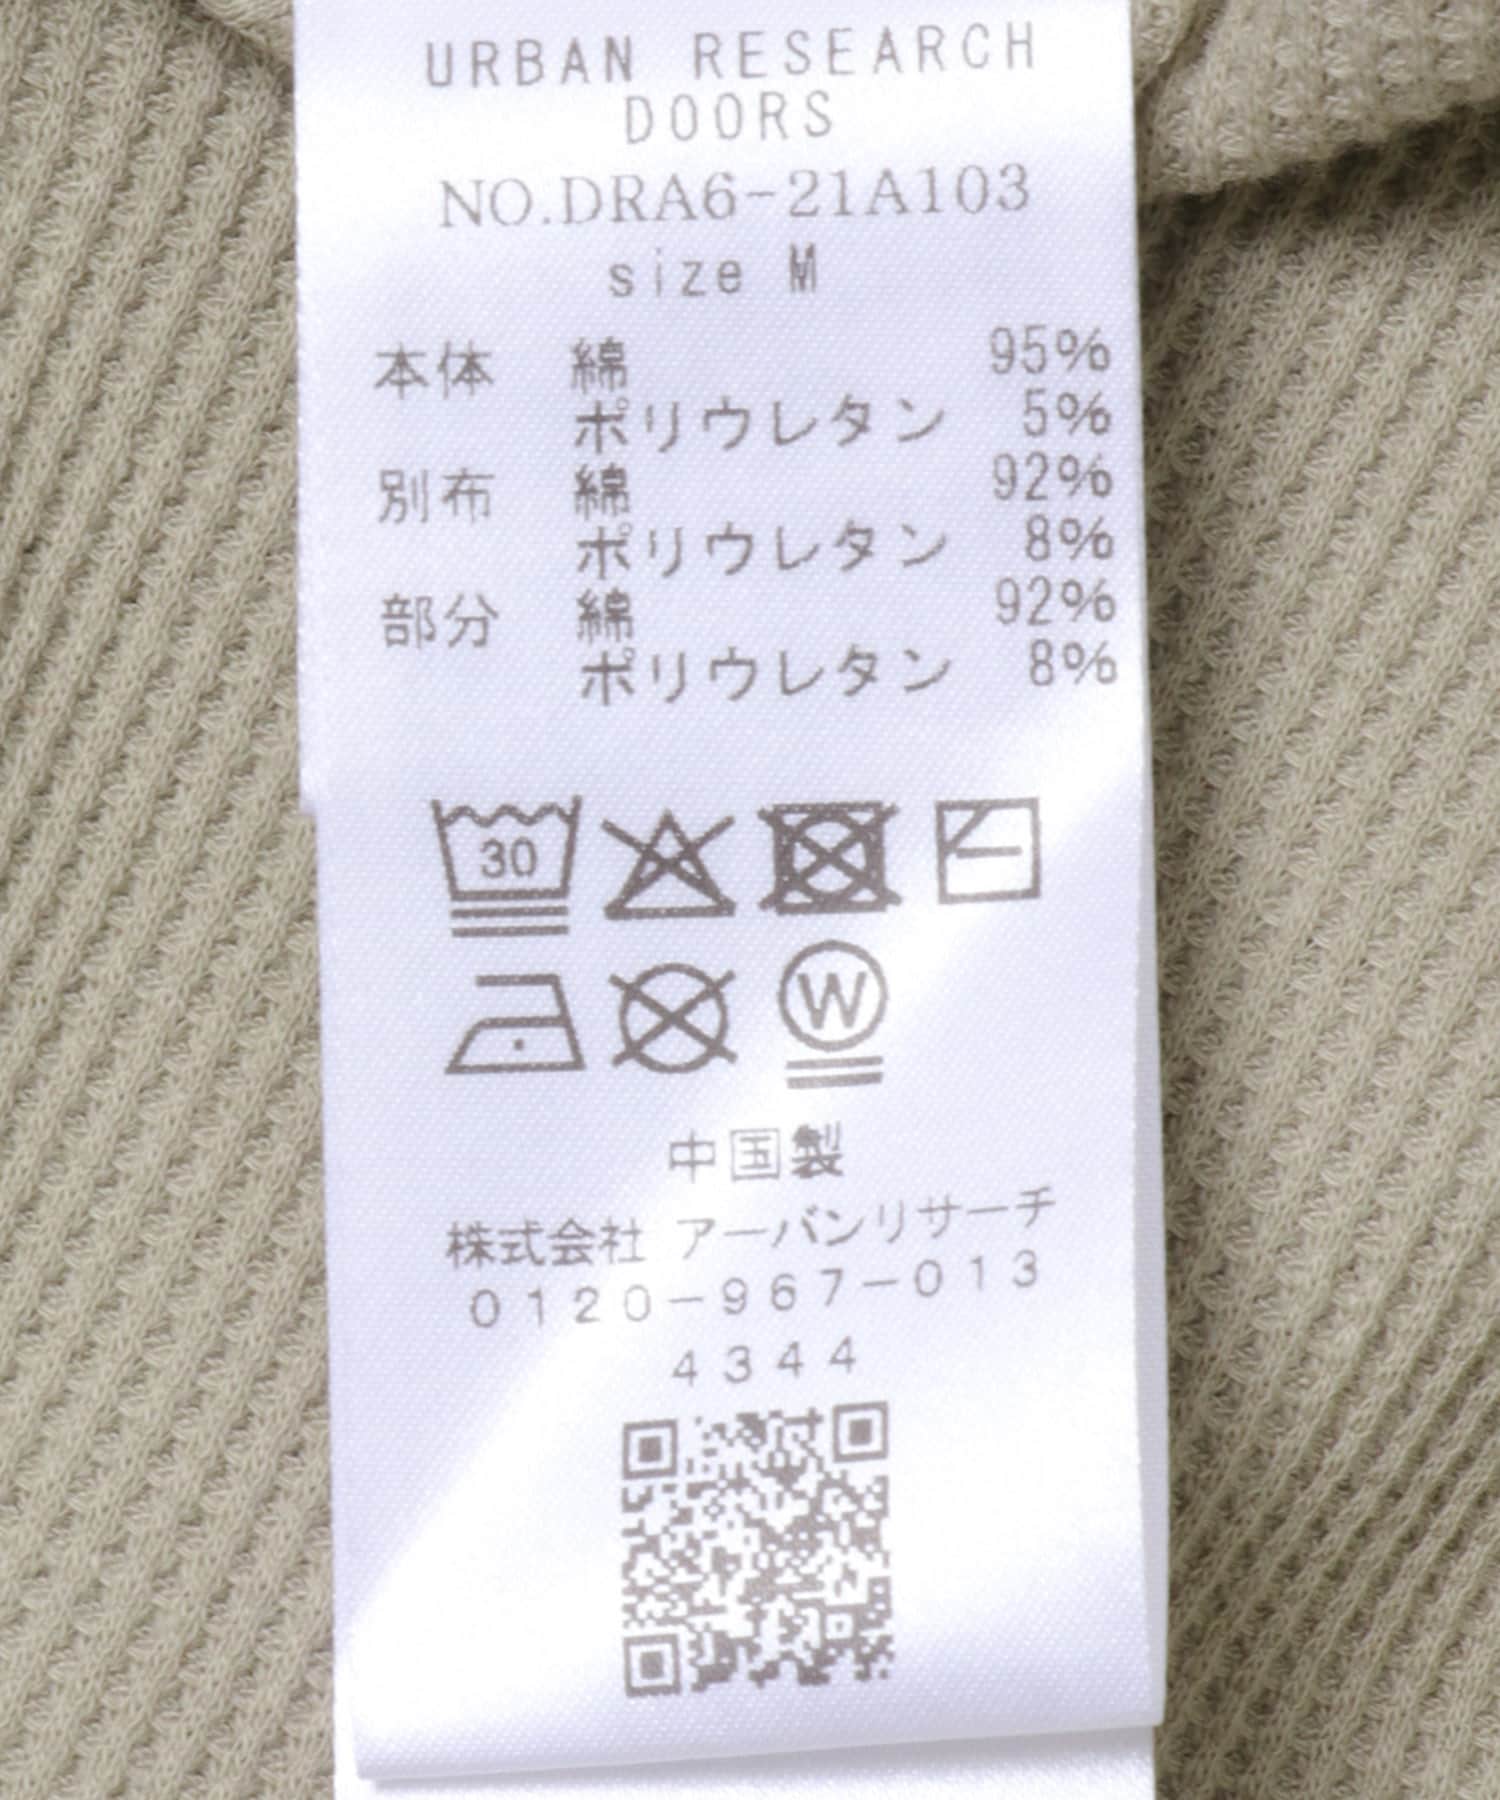 URBAN RESEARCH
DOORS
NO.DRA6-21A103
size M
本体 綿 95%
ポリウレタン 5%
別布 綿 92%
ポリウレタン 8%
部分 綿 92%
ポリウレタン 8%
30
W
中国製
株式会社 アーバンリサーチ
0120-967-013
4344